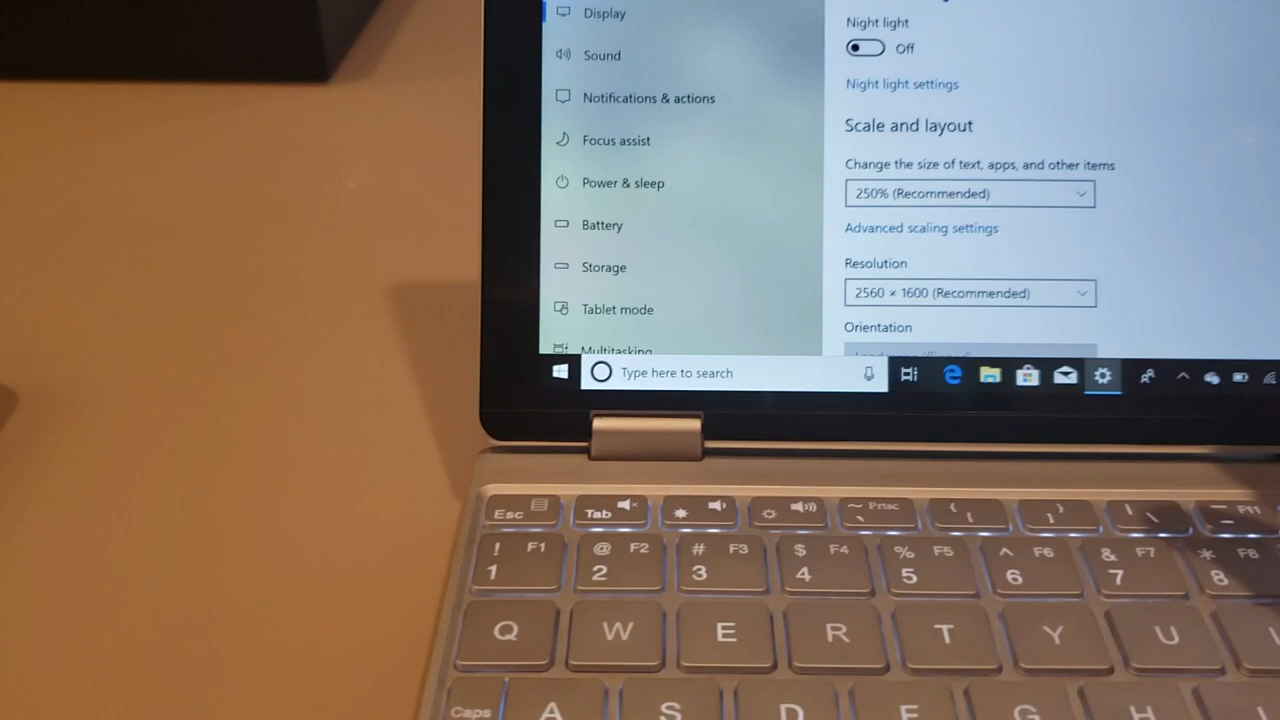 Display
Sound
Notifications & actions
Focus assist
Power & sleep
Battery
Storage
Tablet mode
Multitasking
Night light
Off
Night light settings
Scale and layout
Change the size of text, apps, and other items
250% (Recommended)
Advanced scaling settings
Resolution
2560 × 1600 (Recommended)
Orientation
Type here to search
Esc Tab ~ ` Prtsc { [ } ] | \ _ - F11
! 1 F1 @ 2 F2 # 3 F3 $ 4 F4 % 5 F5 ^ 6 F6 & 7 F7 * 8 F8
Q W E R T Y U
Caps A S D F G H